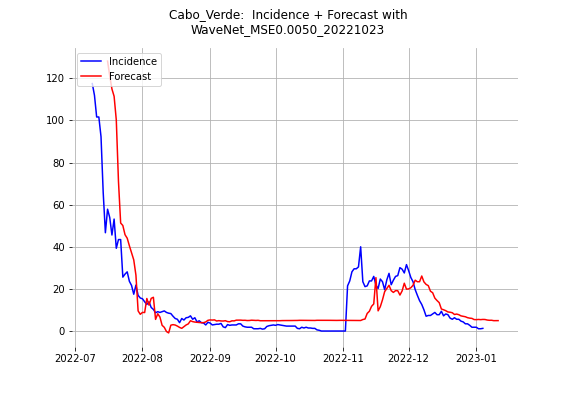 Cabo_Verde:  Incidence + Forecast with
WaveNet_MSE0.0050_20221023
Incidence
Forecast
120
100
80
60
40
20
0
2022-07 2022-08 2022-09 2022-10 2022-11 2022-12 2023-01